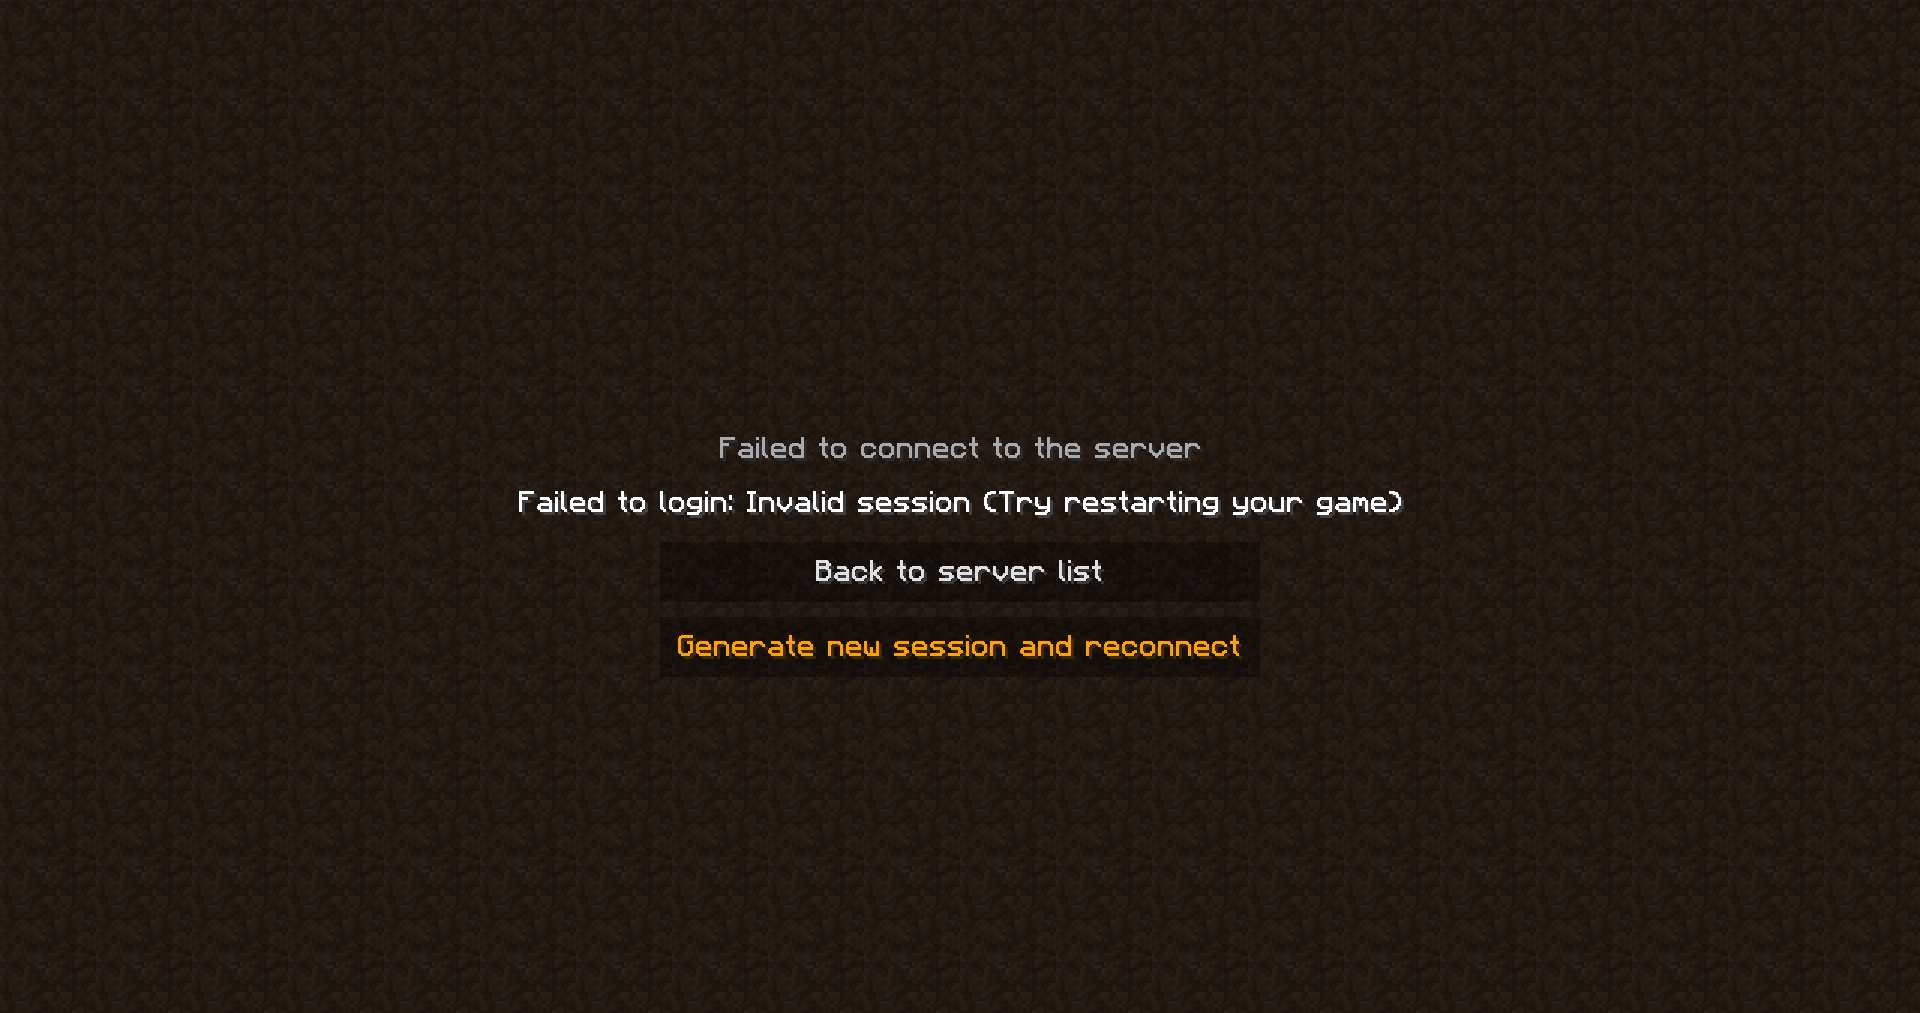 Failed to connect to the server
Failed to login: Invalid session (Try restarting your game)
Back to server list
Generate new session and reconnect